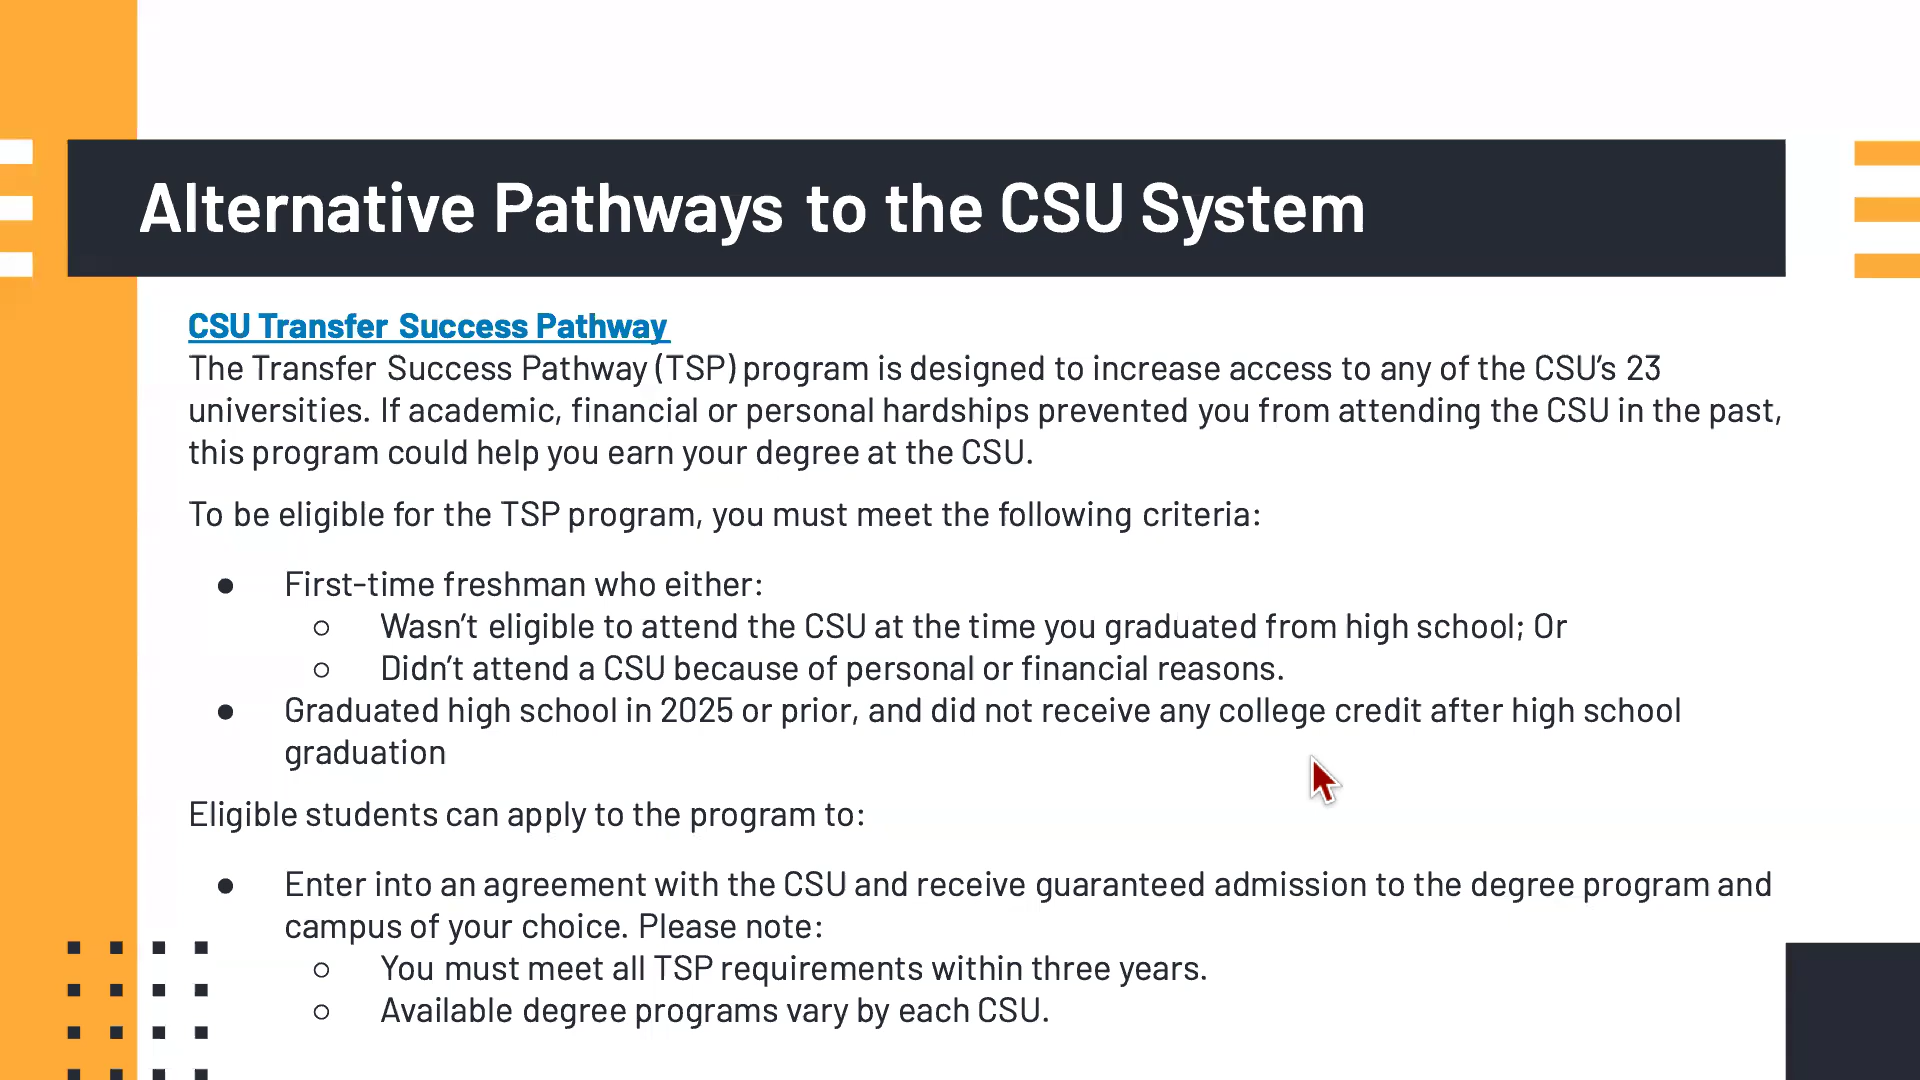 Alternative Pathways to the CSU System
CSU Transfer Success Pathway
The Transfer Success Pathway (TSP) program is designed to increase access to any of the CSU’s 23
universities. If academic, financial or personal hardships prevented you from attending the CSU in the past,
this program could help you earn your degree at the CSU.
To be eligible for the TSP program, you must meet the following criteria:
● First-time freshman who either:
○ Wasn’t eligible to attend the CSU at the time you graduated from high school; Or
○ Didn’t attend a CSU because of personal or financial reasons.
● Graduated high school in 2025 or prior, and did not receive any college credit after high school
graduation
Eligible students can apply to the program to:
● Enter into an agreement with the CSU and receive guaranteed admission to the degree program and
campus of your choice. Please note:
○ You must meet all TSP requirements within three years.
○ Available degree programs vary by each CSU.